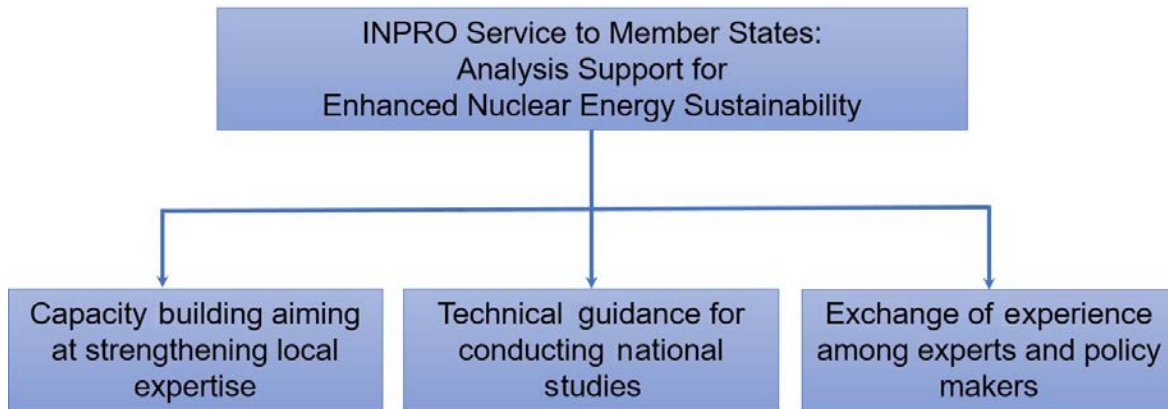 INPRO Service to Member States:
Analysis Support for
Enhanced Nuclear Energy Sustainability
Capacity building aiming
at strengthening local
expertise
Technical guidance for
conducting national
studies
Exchange of experience
among experts and policy
makers